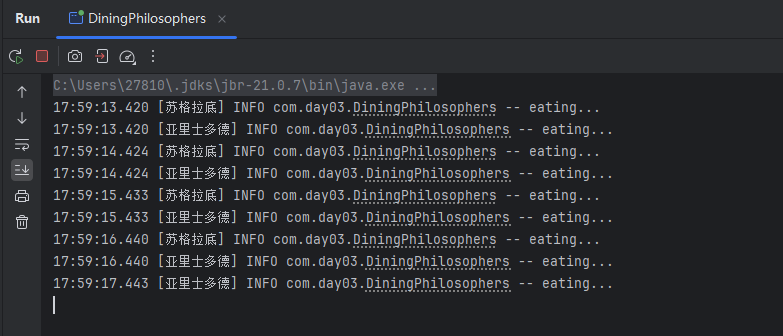 Run DiningPhilosophers
C:\Users\27810\.jdks\jbr-21.0.7\bin\java.exe ...
17:59:13.420 [苏格拉底] INFO com.day03.DiningPhilosophers -- eating...
17:59:13.420 [亚里士多德] INFO com.day03.DiningPhilosophers -- eating...
17:59:14.424 [苏格拉底] INFO com.day03.DiningPhilosophers -- eating...
17:59:14.424 [亚里士多德] INFO com.day03.DiningPhilosophers -- eating...
17:59:15.433 [苏格拉底] INFO com.day03.DiningPhilosophers -- eating...
17:59:15.433 [亚里士多德] INFO com.day03.DiningPhilosophers -- eating...
17:59:16.440 [苏格拉底] INFO com.day03.DiningPhilosophers -- eating...
17:59:16.440 [亚里士多德] INFO com.day03.DiningPhilosophers -- eating...
17:59:17.443 [亚里士多德] INFO com.day03.DiningPhilosophers -- eating...